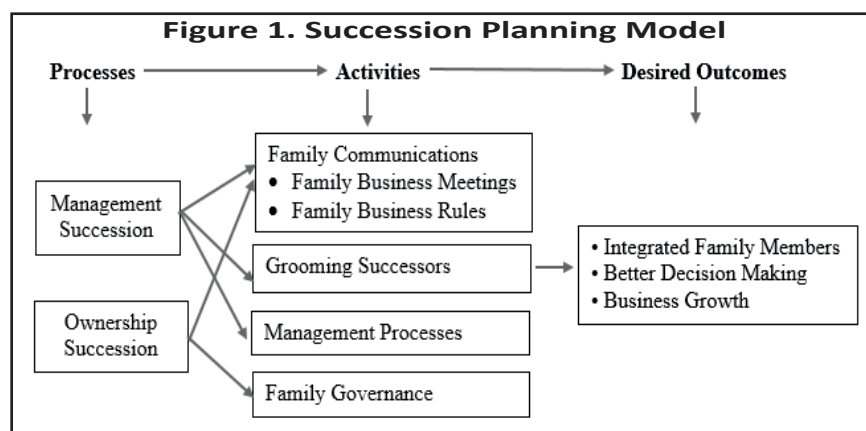 Figure 1. Succession Planning Model
Processes
Activities
Desired Outcomes
Management
Succession
Ownership
Succession
Family Communications
• Family Business Meetings
• Family Business Rules
Grooming Successors
Management Processes
Family Governance
• Integrated Family Members
• Better Decision Making
• Business Growth